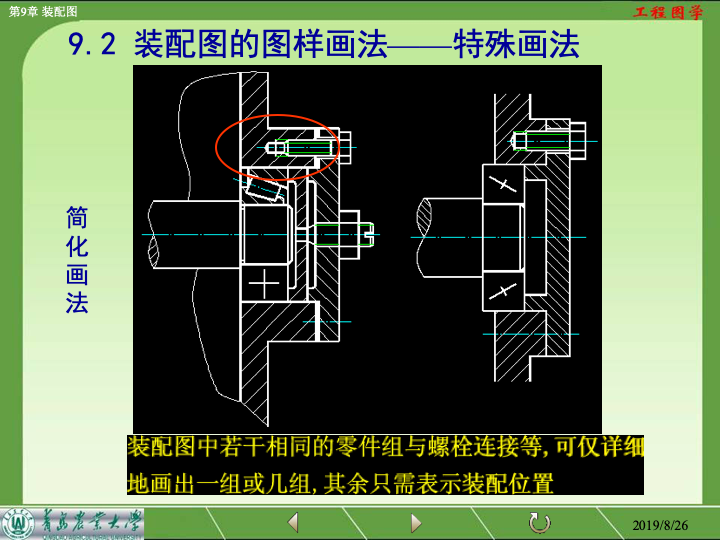 第9章 装配图
工程图学
9.2 装配图的图样画法——特殊画法
简
化
画
法
装配图中若干相同的零件组与螺栓连接等,可仅详细
地画出一组或几组,其余只需表示装配位置
青岛农业大学
2019/8/26